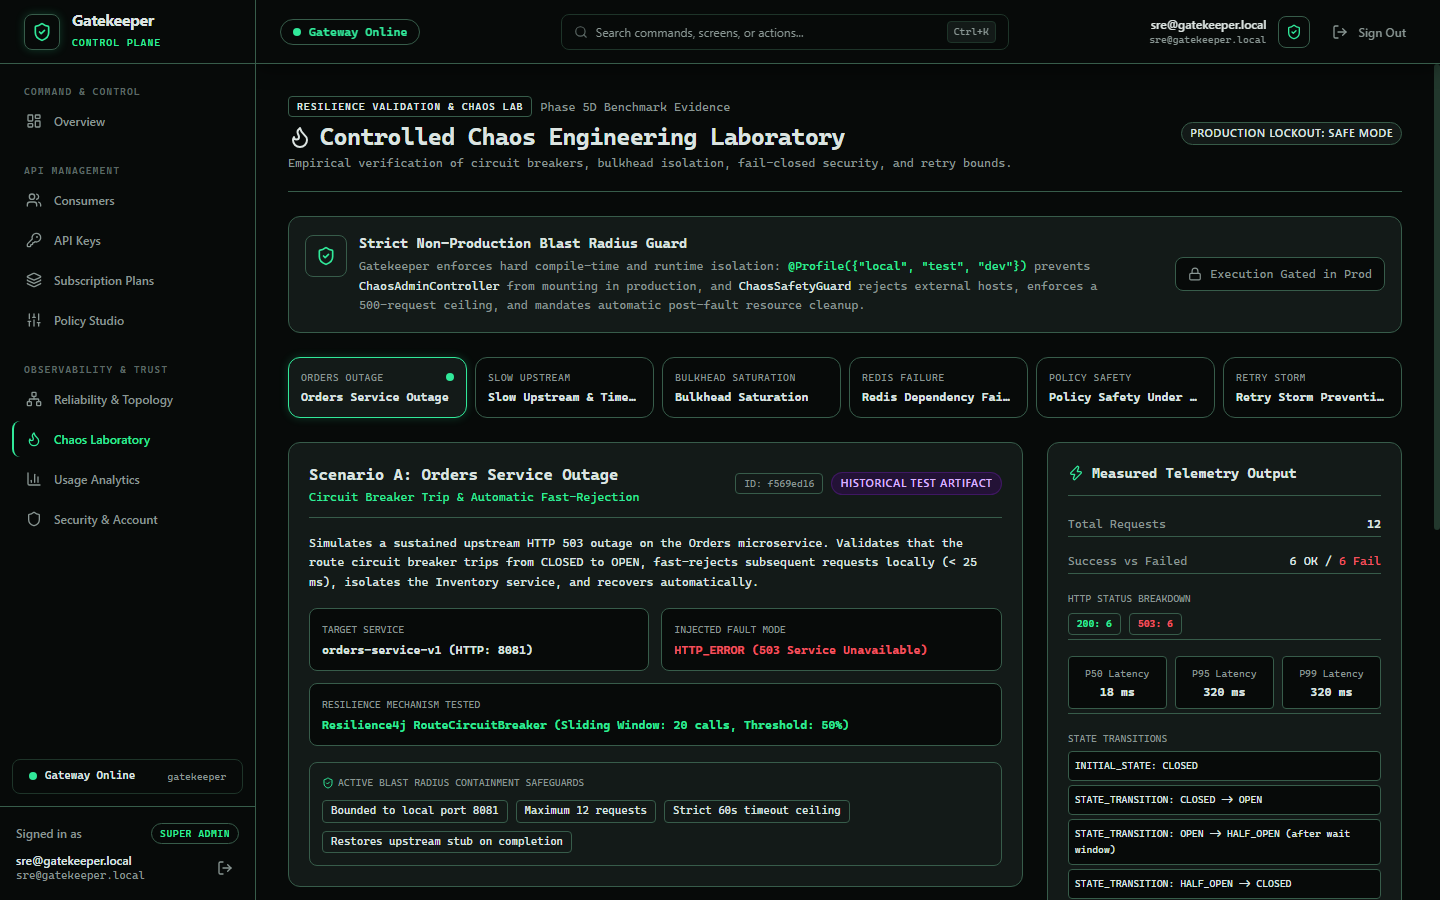 Gatekeeper
CONTROL PLANE
Gateway Online
Search commands, screens, or actions...
Ctrl+K
sre@gatekeeper.local
sre@gatekeeper.local
Sign Out
COMMAND & CONTROL
Overview
API MANAGEMENT
Consumers
API Keys
Subscription Plans
Policy Studio
OBSERVABILITY & TRUST
Reliability & Topology
Chaos Laboratory
Usage Analytics
Security & Account
Gateway Online
gatekeeper
Signed in as
SUPER ADMIN
sre@gatekeeper.local
sre@gatekeeper.local
RESILIENCE VALIDATION & CHAOS LAB
Phase 5D Benchmark Evidence
Controlled Chaos Engineering Laboratory
Empirical verification of circuit breakers, bulkhead isolation, fail-closed security, and retry bounds.
PRODUCTION LOCKOUT: SAFE MODE
Strict Non-Production Blast Radius Guard
Gatekeeper enforces hard compile-time and runtime isolation: @Profile({"local", "test", "dev"}) prevents
ChaosAdminController from mounting in production, and ChaosSafetyGuard rejects external hosts, enforces a
500-request ceiling, and mandates automatic post-fault resource cleanup.
Execution Gated in Prod
ORDERS OUTAGE
Orders Service Outage
SLOW UPSTREAM
Slow Upstream & Time…
BULKHEAD SATURATION
Bulkhead Saturation
REDIS FAILURE
Redis Dependency Fai…
POLICY SAFETY
Policy Safety Under …
RETRY STORM
Retry Storm Preventi…
Scenario A: Orders Service Outage
Circuit Breaker Trip & Automatic Fast-Rejection
ID: f569ed16
HISTORICAL TEST ARTIFACT
Simulates a sustained upstream HTTP 503 outage on the Orders microservice. Validates that the
route circuit breaker trips from CLOSED to OPEN, fast-rejects subsequent requests locally (< 25
ms), isolates the Inventory service, and recovers automatically.
TARGET SERVICE
orders-service-v1 (HTTP: 8081)
INJECTED FAULT MODE
HTTP_ERROR (503 Service Unavailable)
RESILIENCE MECHANISM TESTED
Resilience4j RouteCircuitBreaker (Sliding Window: 20 calls, Threshold: 50%)
ACTIVE BLAST RADIUS CONTAINMENT SAFEGUARDS
Bounded to local port 8081
Maximum 12 requests
Strict 60s timeout ceiling
Restores upstream stub on completion
Measured Telemetry Output
Total Requests
12
Success vs Failed
6 OK / 6 Fail
HTTP STATUS BREAKDOWN
200: 6
503: 6
P50 Latency
18 ms
P95 Latency
320 ms
P99 Latency
320 ms
STATE TRANSITIONS
INITIAL_STATE: CLOSED
STATE_TRANSITION: CLOSED -> OPEN
STATE_TRANSITION: OPEN -> HALF_OPEN (after wait
window)
STATE_TRANSITION: HALF_OPEN -> CLOSED